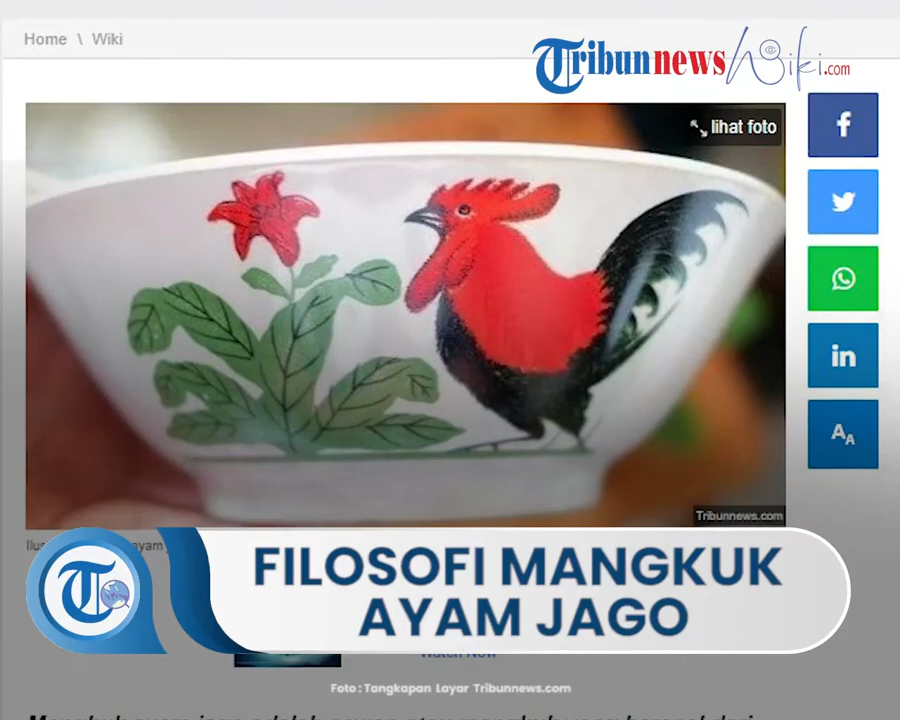 Home \ Wiki
Tribunnews Wiki.com
lihat foto
Tribunnews.com
FILOSOFI MANGKUK
AYAM JAGO
Watch Now
Foto : Tangkapan Layar Tribunnews.com